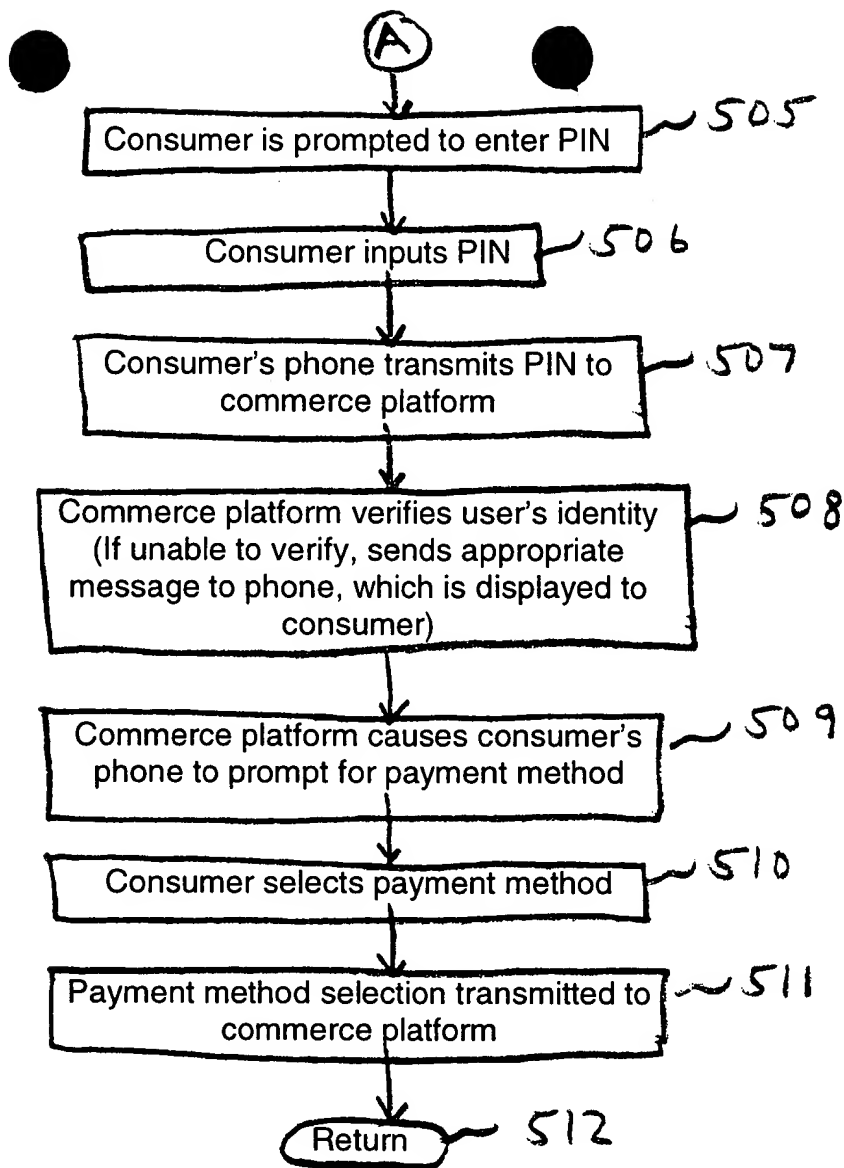 A
Consumer is prompted to enter PIN
505
Consumer inputs PIN
506
Consumer's phone transmits PIN to
commerce platform
507
Commerce platform verifies user's identity
(If unable to verify, sends appropriate
message to phone, which is displayed to
consumer)
508
Commerce platform causes consumer's
phone to prompt for payment method
509
Consumer selects payment method
510
Payment method selection transmitted to
commerce platform
511
Return
512